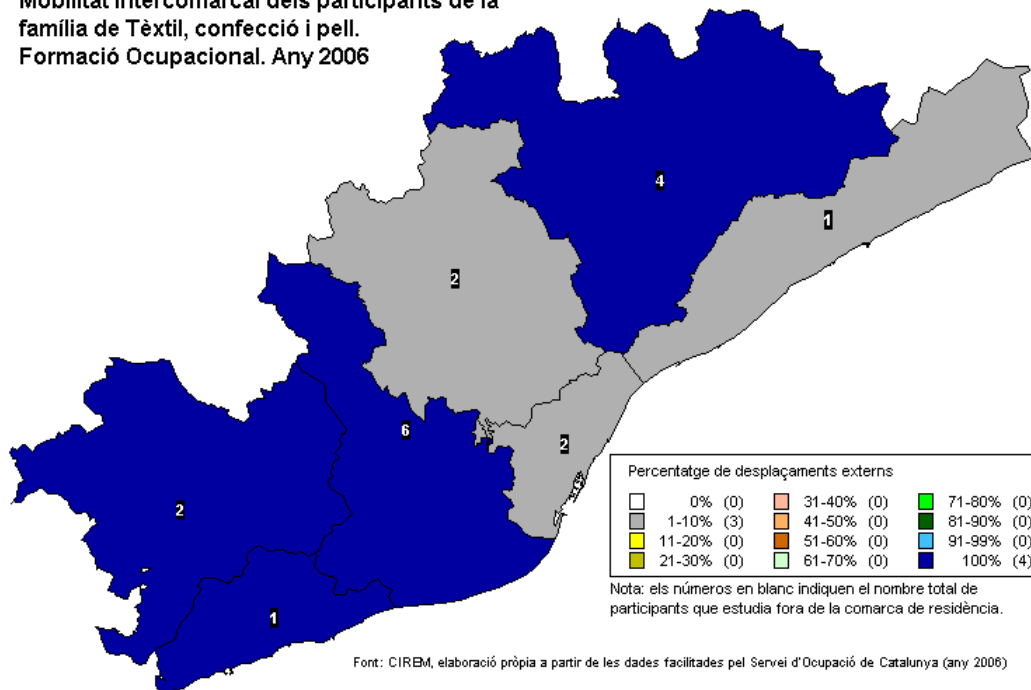 Mobilitat intercomarcal dels participants de la
família de Tèxtil, confecció i pell.
Formació Ocupacional. Any 2006
4
1
2
6
2
2
1
Percentatge de desplaçaments externs
0% (0) 31-40% (0) 71-80% (0)
1-10% (3) 41-50% (0) 81-90% (0)
11-20% (0) 51-60% (0) 91-99% (0)
21-30% (0) 61-70% (0) 100% (4)
Nota: els números en blanc indiquen el nombre total de
participants que estudia fora de la comarca de residència.
Font: CIREM, elaboració pròpia a partir de les dades facilitades pel Servei d'Ocupació de Catalunya (any 2006)